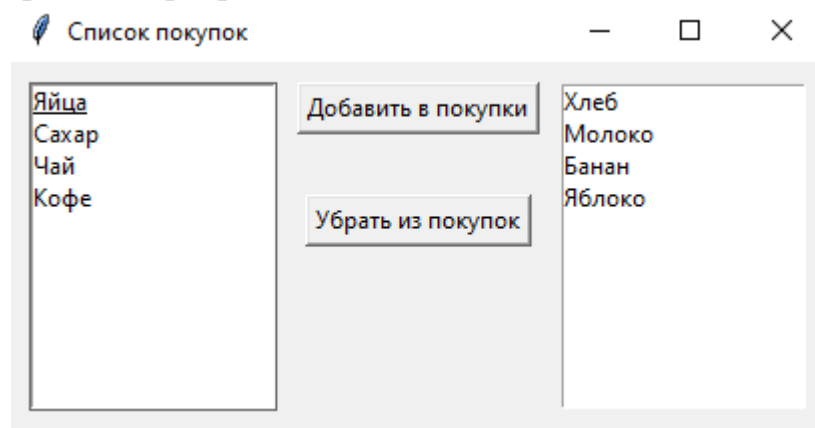 Список покупок
Яйца
Сахар
Чай
Кофе
Добавить в покупки
Убрать из покупок
Хлеб
Молоко
Банан
Яблоко